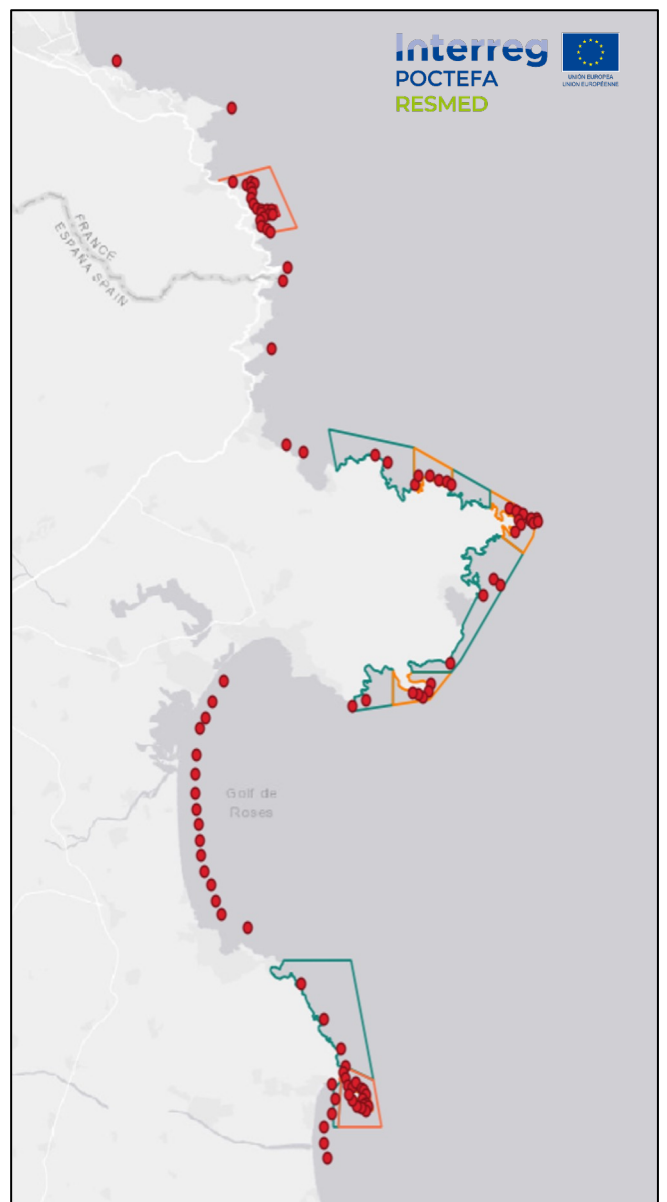 Interreg
POCTEFA
RESMED
UNIÓN EUROPEA
UNION EUROPÉENNE
FRANCE
ESPAÑA SPAIN
Golf de
Roses